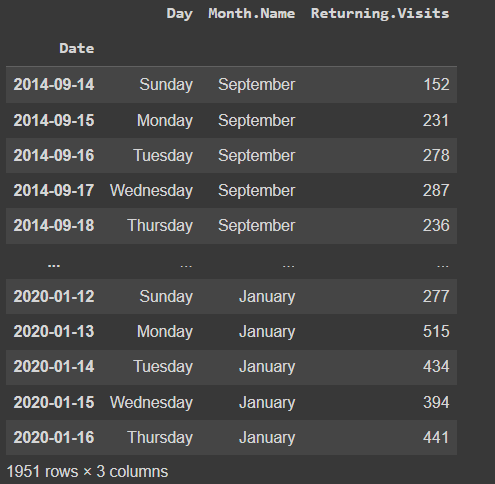 Day Month.Name Returning.Visits
Date
2014-09-14 Sunday September 152
2014-09-15 Monday September 231
2014-09-16 Tuesday September 278
2014-09-17 Wednesday September 287
2014-09-18 Thursday September 236
... ... ... ...
2020-01-12 Sunday January 277
2020-01-13 Monday January 515
2020-01-14 Tuesday January 434
2020-01-15 Wednesday January 394
2020-01-16 Thursday January 441
1951 rows × 3 columns